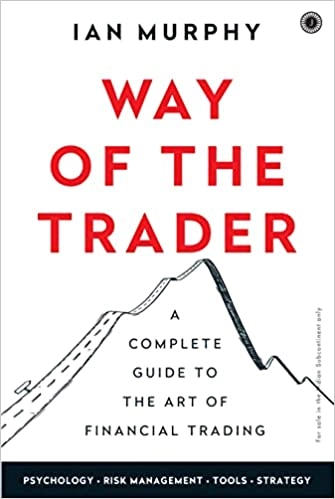 IAN MURPHY
WAY
OF THE
TRADER
A
COMPLETE
GUIDE TO
THE ART OF
FINANCIAL TRADING
For sale in the Indian Subcontinent only
PSYCHOLOGY • RISK MANAGEMENT • TOOLS • STRATEGY